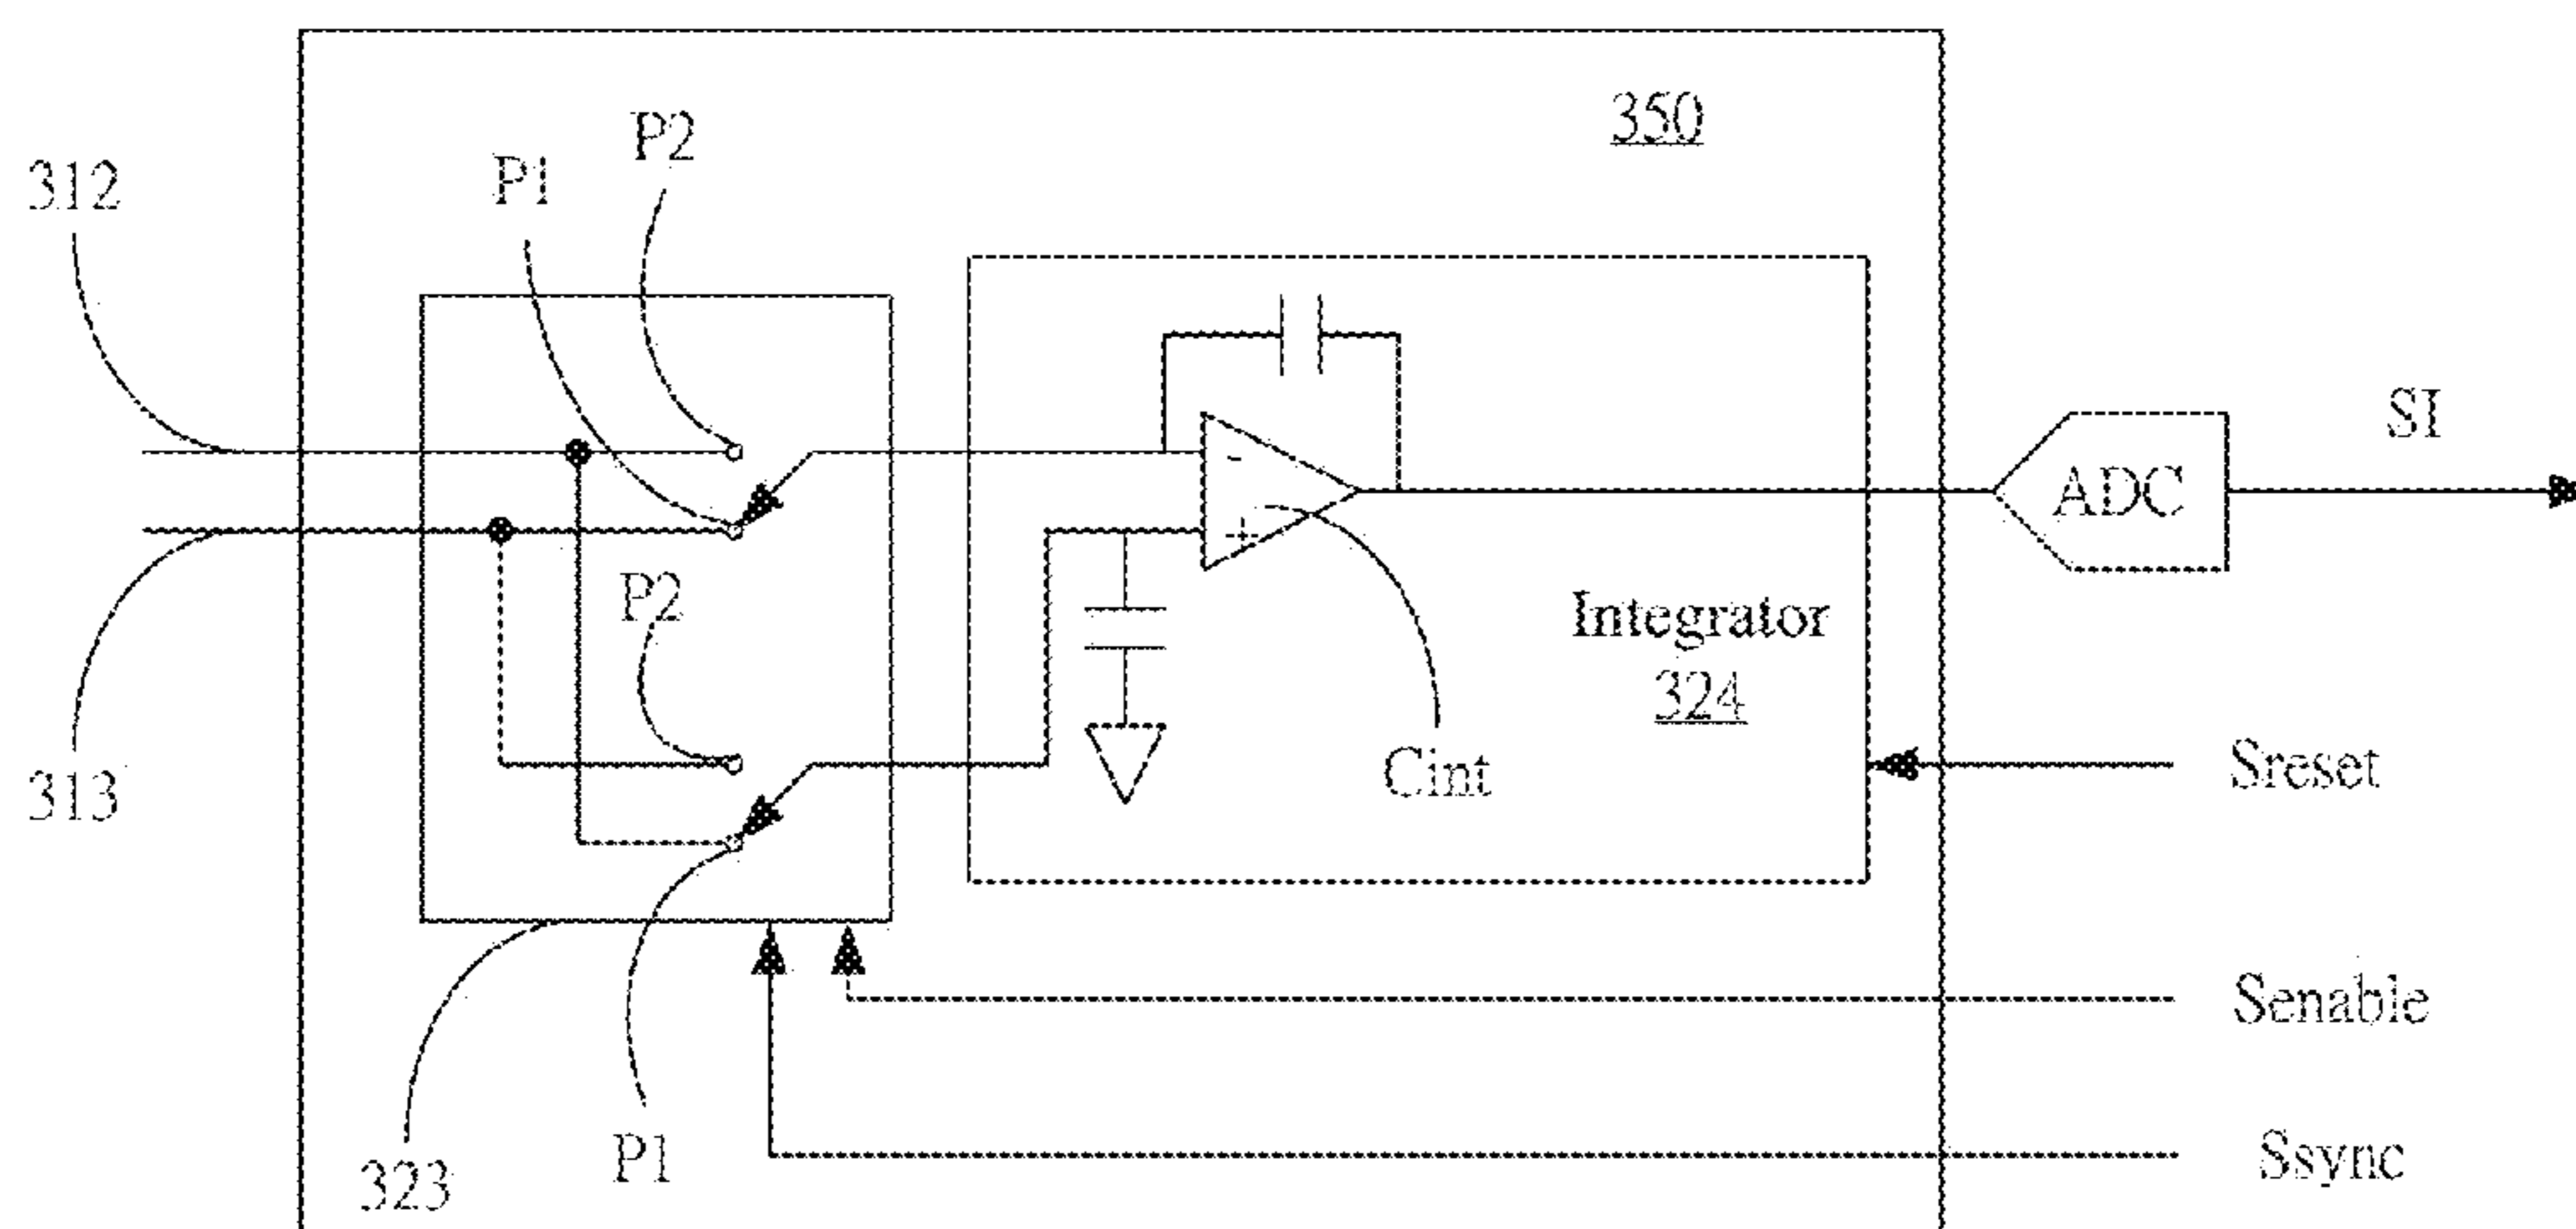 350
P2
P1
312
SI
-
ADC
+
P2
Integrator
324
Cint
Sreset
313
Senable
P1
323
Ssync